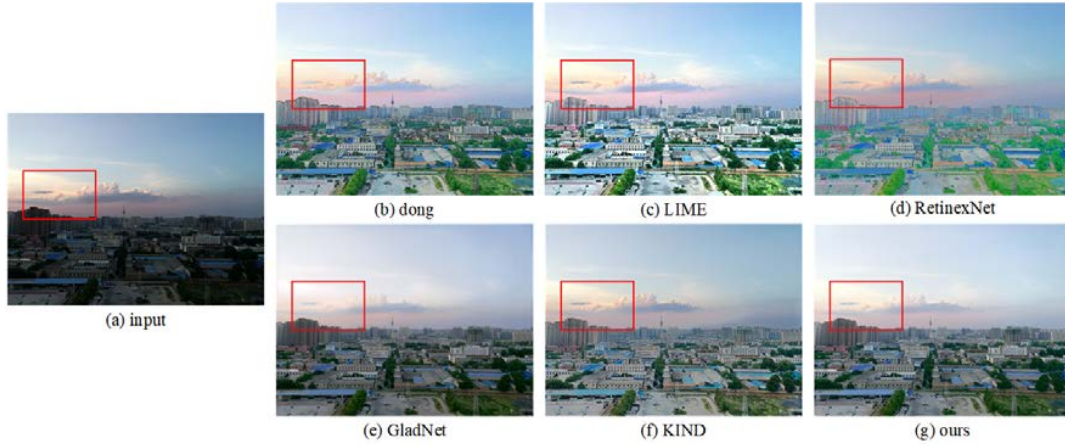 (b) dong
(c) LIME
(d) RetinexNet
(a) input
(e) GladNet
(f) KIND
(g) ours